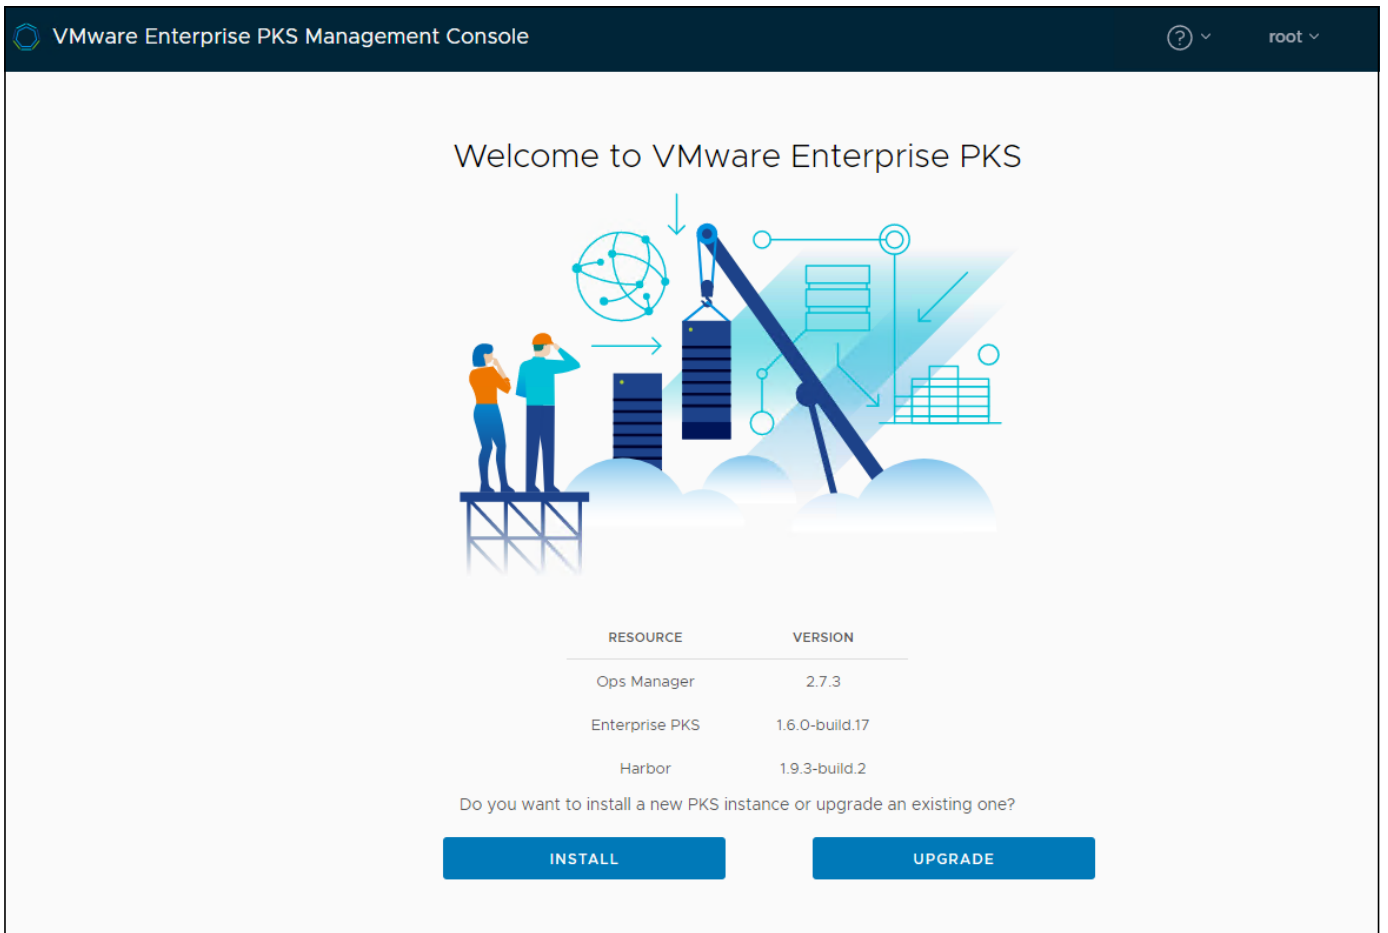 VMware Enterprise PKS Management Console
? root
Welcome to VMware Enterprise PKS
RESOURCE VERSION
Ops Manager 2.7.3
Enterprise PKS 1.6.0-build.17
Harbor 1.9.3-build.2
Do you want to install a new PKS instance or upgrade an existing one?
INSTALL UPGRADE